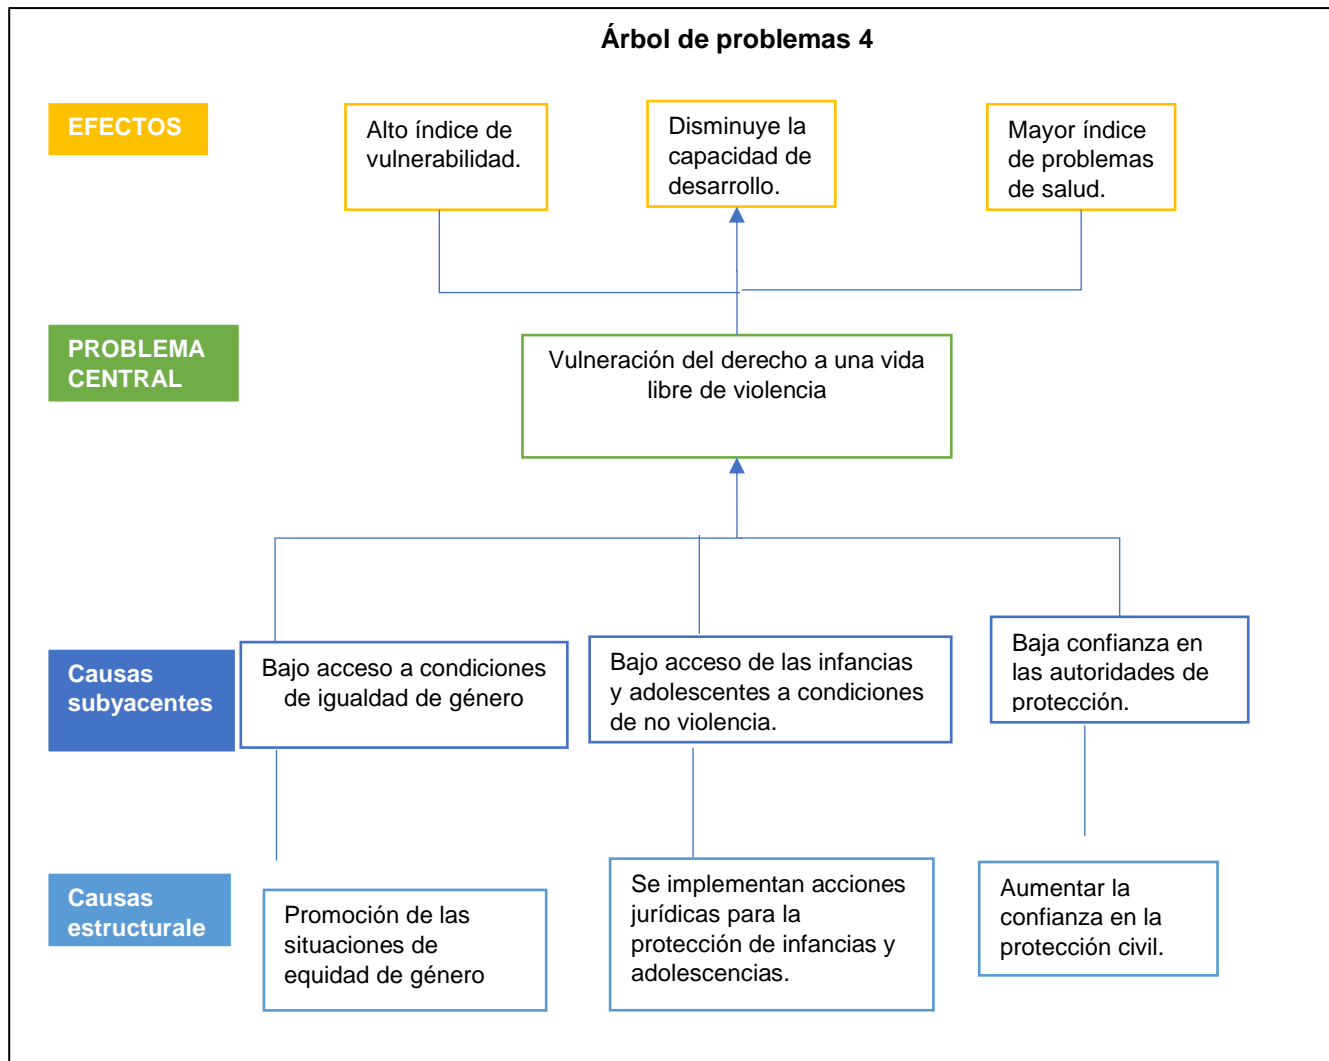 Árbol de problemas 4
EFECTOS
Alto índice de
vulnerabilidad.
Disminuye la
capacidad de
desarrollo.
Mayor índice
de problemas
de salud.
PROBLEMA
CENTRAL
Vulneración del derecho a una vida
libre de violencia
Causas
subyacentes
Bajo acceso a condiciones
de igualdad de género
Bajo acceso de las infancias
y adolescentes a condiciones
de no violencia.
Baja confianza en
las autoridades de
protección.
Causas
estructurale
Promoción de las
situaciones de
equidad de género
Se implementan acciones
jurídicas para la
protección de infancias y
adolescencias.
Aumentar la
confianza en la
protección civil.